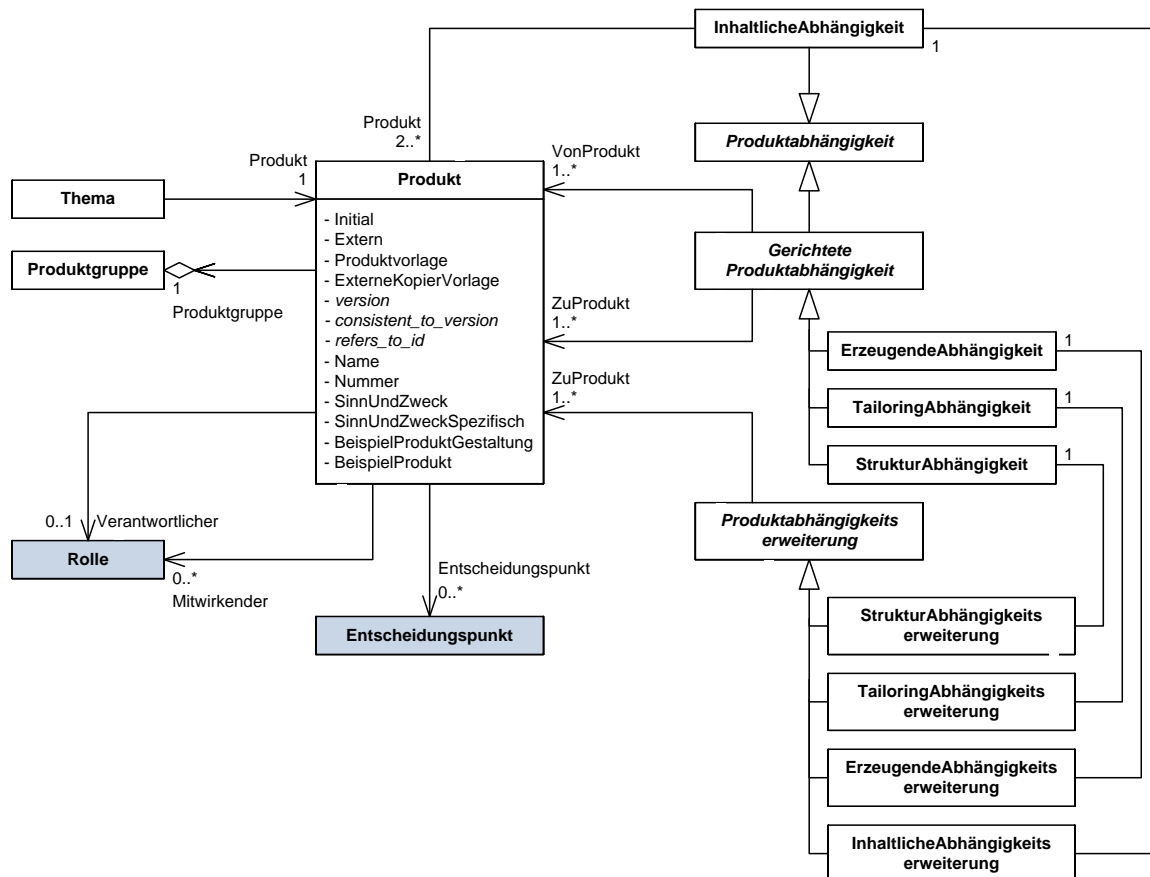 InhaltlicheAbhängigkeit
1
Produktabhängigkeit
Produkt
2..*
VonProdukt
1..*
Produkt
1
Thema
Produkt
- Initial
- Extern
- Produktvorlage
- ExterneKopierVorlage
- version
- consistent_to_version
- refers_to_id
- Name
- Nummer
- SinnUndZweck
- SinnUndZweckSpezifisch
- BeispielProduktGestaltung
- BeispielProdukt
Produktgruppe
1
Produktgruppe
Gerichtete
Produktabhängigkeit
ZuProdukt
1..*
ErzeugendeAbhängigkeit
1
ZuProdukt
1..*
TailoringAbhängigkeit
1
StrukturAbhängigkeit
1
Produktabhängigkeits
erweiterung
0..1
Verantwortlicher
Rolle
0..*
Mitwirkender
Entscheidungspunkt
0..*
Entscheidungspunkt
StrukturAbhängigkeits
erweiterung
TailoringAbhängigkeits
erweiterung
ErzeugendeAbhängigkeits
erweiterung
InhaltlicheAbhängigkeits
erweiterung